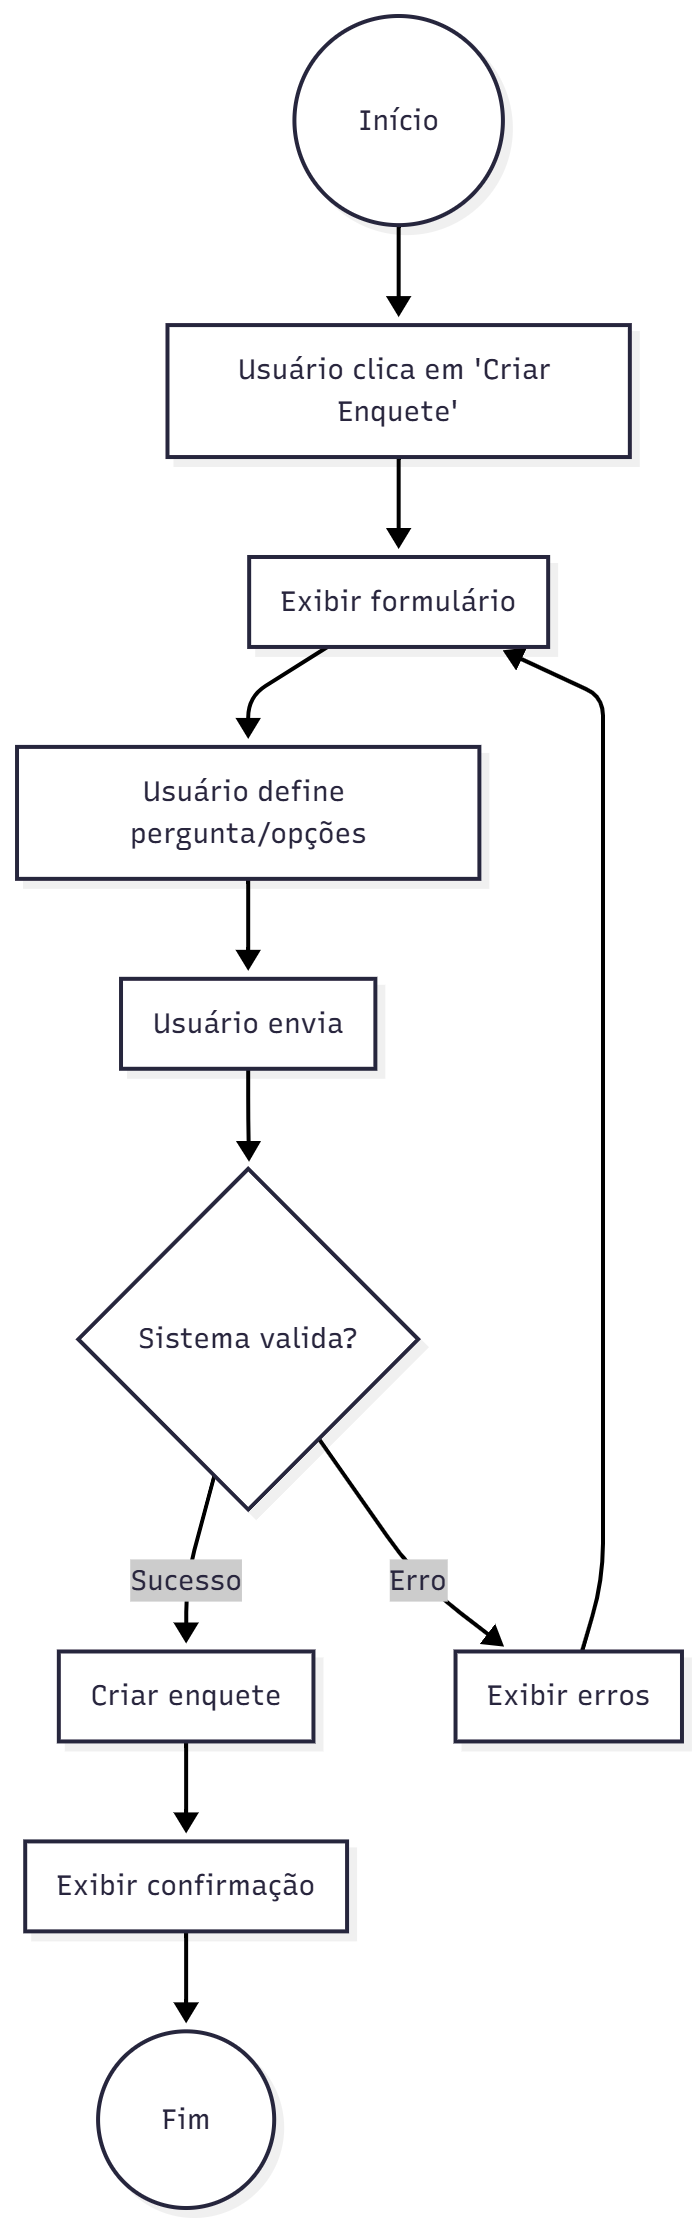 Início
Usuário clica em 'Criar
Enquete'
Exibir formulário
Usuário define
pergunta/opções
Usuário envia
Sistema valida?
Sucesso
Erro
Criar enquete
Exibir erros
Exibir confirmação
Fim